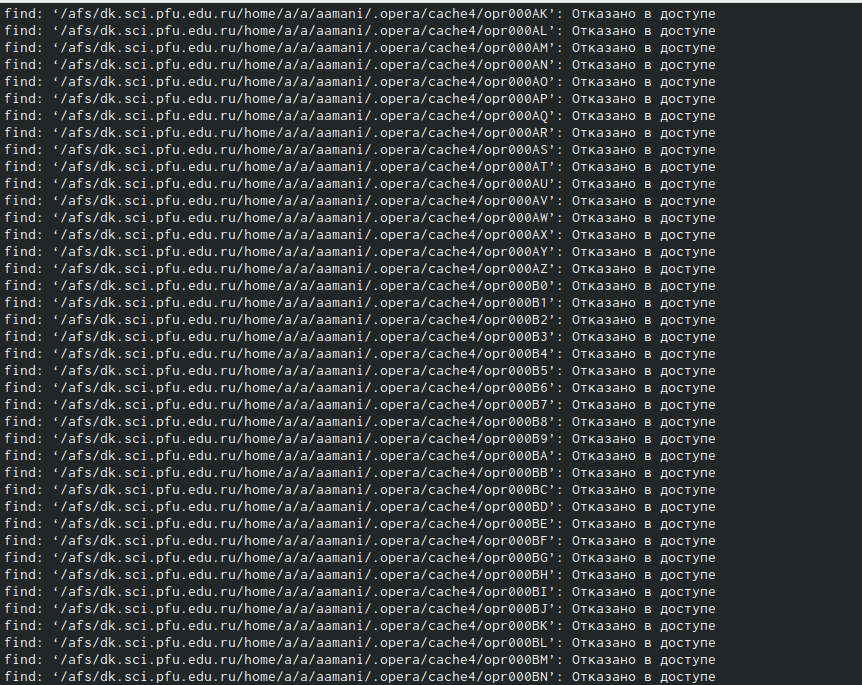 find: ‘/afs/dk.sci.pfu.edu.ru/home/a/a/aamani/.opera/cache4/opr000AK’: Отказано в доступе
find: ‘/afs/dk.sci.pfu.edu.ru/home/a/a/aamani/.opera/cache4/opr000AL’: Отказано в доступе
find: ‘/afs/dk.sci.pfu.edu.ru/home/a/a/aamani/.opera/cache4/opr000AM’: Отказано в доступе
find: ‘/afs/dk.sci.pfu.edu.ru/home/a/a/aamani/.opera/cache4/opr000AN’: Отказано в доступе
find: ‘/afs/dk.sci.pfu.edu.ru/home/a/a/aamani/.opera/cache4/opr000AO’: Отказано в доступе
find: ‘/afs/dk.sci.pfu.edu.ru/home/a/a/aamani/.opera/cache4/opr000AP’: Отказано в доступе
find: ‘/afs/dk.sci.pfu.edu.ru/home/a/a/aamani/.opera/cache4/opr000AQ’: Отказано в доступе
find: ‘/afs/dk.sci.pfu.edu.ru/home/a/a/aamani/.opera/cache4/opr000AR’: Отказано в доступе
find: ‘/afs/dk.sci.pfu.edu.ru/home/a/a/aamani/.opera/cache4/opr000AS’: Отказано в доступе
find: ‘/afs/dk.sci.pfu.edu.ru/home/a/a/aamani/.opera/cache4/opr000AT’: Отказано в доступе
find: ‘/afs/dk.sci.pfu.edu.ru/home/a/a/aamani/.opera/cache4/opr000AU’: Отказано в доступе
find: ‘/afs/dk.sci.pfu.edu.ru/home/a/a/aamani/.opera/cache4/opr000AV’: Отказано в доступе
find: ‘/afs/dk.sci.pfu.edu.ru/home/a/a/aamani/.opera/cache4/opr000AW’: Отказано в доступе
find: ‘/afs/dk.sci.pfu.edu.ru/home/a/a/aamani/.opera/cache4/opr000AX’: Отказано в доступе
find: ‘/afs/dk.sci.pfu.edu.ru/home/a/a/aamani/.opera/cache4/opr000AY’: Отказано в доступе
find: ‘/afs/dk.sci.pfu.edu.ru/home/a/a/aamani/.opera/cache4/opr000AZ’: Отказано в доступе
find: ‘/afs/dk.sci.pfu.edu.ru/home/a/a/aamani/.opera/cache4/opr000B0’: Отказано в доступе
find: ‘/afs/dk.sci.pfu.edu.ru/home/a/a/aamani/.opera/cache4/opr000B1’: Отказано в доступе
find: ‘/afs/dk.sci.pfu.edu.ru/home/a/a/aamani/.opera/cache4/opr000B2’: Отказано в доступе
find: ‘/afs/dk.sci.pfu.edu.ru/home/a/a/aamani/.opera/cache4/opr000B3’: Отказано в доступе
find: ‘/afs/dk.sci.pfu.edu.ru/home/a/a/aamani/.opera/cache4/opr000B4’: Отказано в доступе
find: ‘/afs/dk.sci.pfu.edu.ru/home/a/a/aamani/.opera/cache4/opr000B5’: Отказано в доступе
find: ‘/afs/dk.sci.pfu.edu.ru/home/a/a/aamani/.opera/cache4/opr000B6’: Отказано в доступе
find: ‘/afs/dk.sci.pfu.edu.ru/home/a/a/aamani/.opera/cache4/opr000B7’: Отказано в доступе
find: ‘/afs/dk.sci.pfu.edu.ru/home/a/a/aamani/.opera/cache4/opr000B8’: Отказано в доступе
find: ‘/afs/dk.sci.pfu.edu.ru/home/a/a/aamani/.opera/cache4/opr000B9’: Отказано в доступе
find: ‘/afs/dk.sci.pfu.edu.ru/home/a/a/aamani/.opera/cache4/opr000BA’: Отказано в доступе
find: ‘/afs/dk.sci.pfu.edu.ru/home/a/a/aamani/.opera/cache4/opr000BB’: Отказано в доступе
find: ‘/afs/dk.sci.pfu.edu.ru/home/a/a/aamani/.opera/cache4/opr000BC’: Отказано в доступе
find: ‘/afs/dk.sci.pfu.edu.ru/home/a/a/aamani/.opera/cache4/opr000BD’: Отказано в доступе
find: ‘/afs/dk.sci.pfu.edu.ru/home/a/a/aamani/.opera/cache4/opr000BE’: Отказано в доступе
find: ‘/afs/dk.sci.pfu.edu.ru/home/a/a/aamani/.opera/cache4/opr000BF’: Отказано в доступе
find: ‘/afs/dk.sci.pfu.edu.ru/home/a/a/aamani/.opera/cache4/opr000BG’: Отказано в доступе
find: ‘/afs/dk.sci.pfu.edu.ru/home/a/a/aamani/.opera/cache4/opr000BH’: Отказано в доступе
find: ‘/afs/dk.sci.pfu.edu.ru/home/a/a/aamani/.opera/cache4/opr000BI’: Отказано в доступе
find: ‘/afs/dk.sci.pfu.edu.ru/home/a/a/aamani/.opera/cache4/opr000BJ’: Отказано в доступе
find: ‘/afs/dk.sci.pfu.edu.ru/home/a/a/aamani/.opera/cache4/opr000BK’: Отказано в доступе
find: ‘/afs/dk.sci.pfu.edu.ru/home/a/a/aamani/.opera/cache4/opr000BL’: Отказано в доступе
find: ‘/afs/dk.sci.pfu.edu.ru/home/a/a/aamani/.opera/cache4/opr000BM’: Отказано в доступе
find: ‘/afs/dk.sci.pfu.edu.ru/home/a/a/aamani/.opera/cache4/opr000BN’: Отказано в доступе